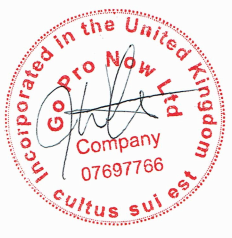 Incorporated in the United Kingdom
Go Pro Now Ltd
Company
07697766
cultus sui est